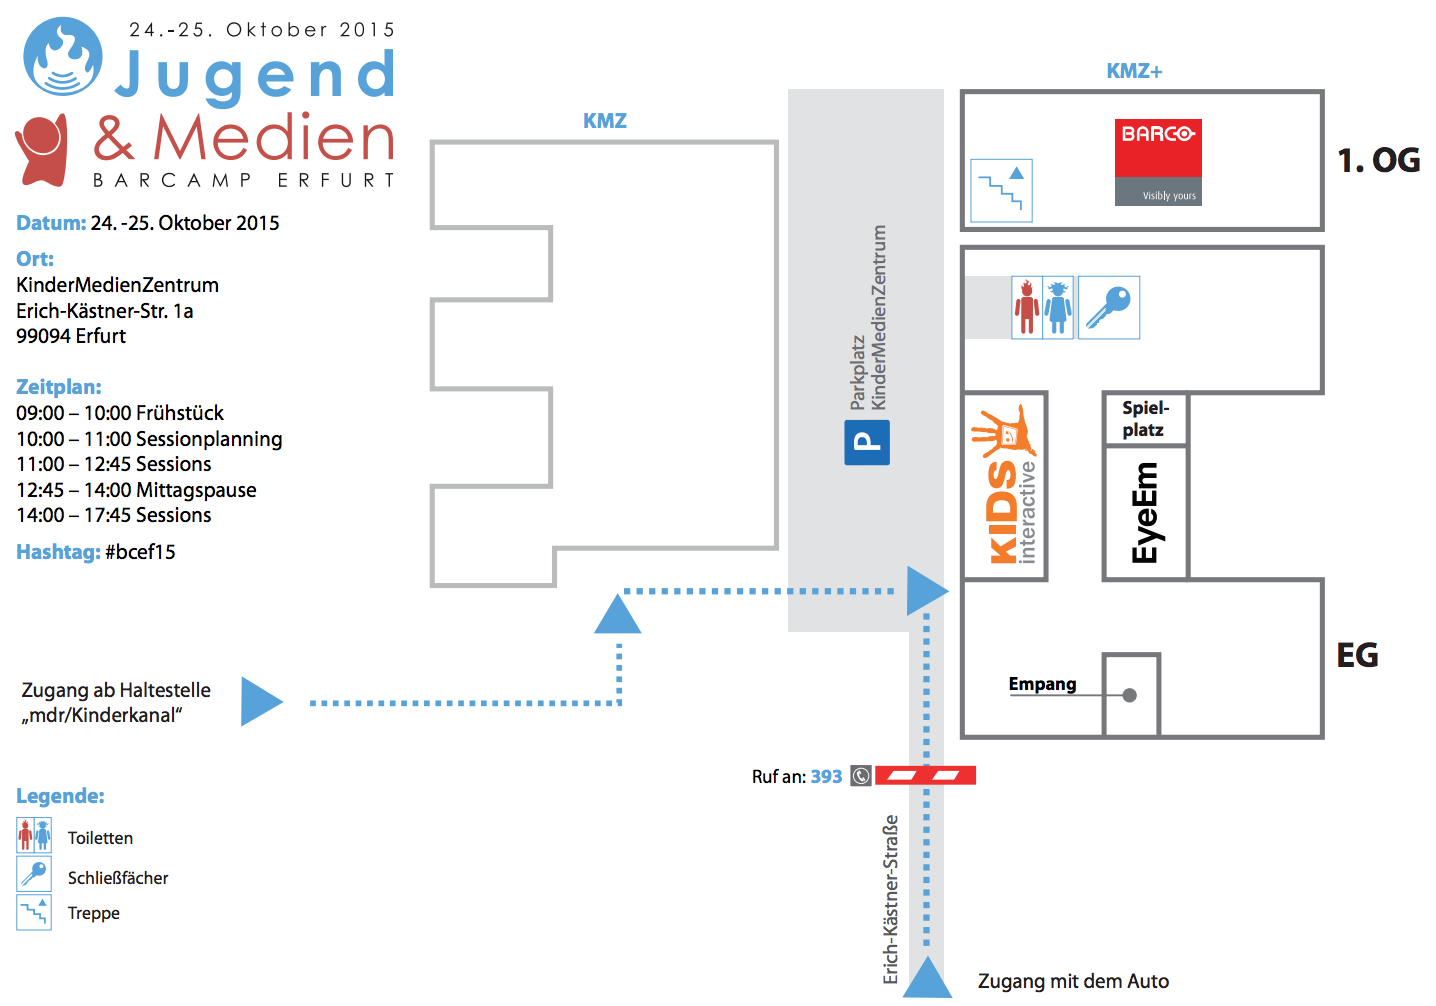 24.-25. Oktober 2015
Jugend
& Medien
BARCAMP ERFURT
Datum: 24. -25. Oktober 2015
Ort:
KinderMedienZentrum
Erich-Kästner-Str. 1a
99094 Erfurt
Zeitplan:
09:00 – 10:00 Frühstück
10:00 – 11:00 Sessionplanning
11:00 – 12:45 Sessions
12:45 – 14:00 Mittagspause
14:00 – 17:45 Sessions
Hashtag: #bcef15
Zugang ab Haltestelle
„mdr/Kinderkanal“
Legende:
Toiletten
Schließfächer
Treppe
KMZ
Parkplatz
KinderMedienZentrum
P
KMZ+
BARCO
Visibly yours
1. OG
KIDS
interactive
Spiel-
platz
EyeEm
EG
Empang
Ruf an: 393
Erich-Kästner-Straße
Zugang mit dem Auto